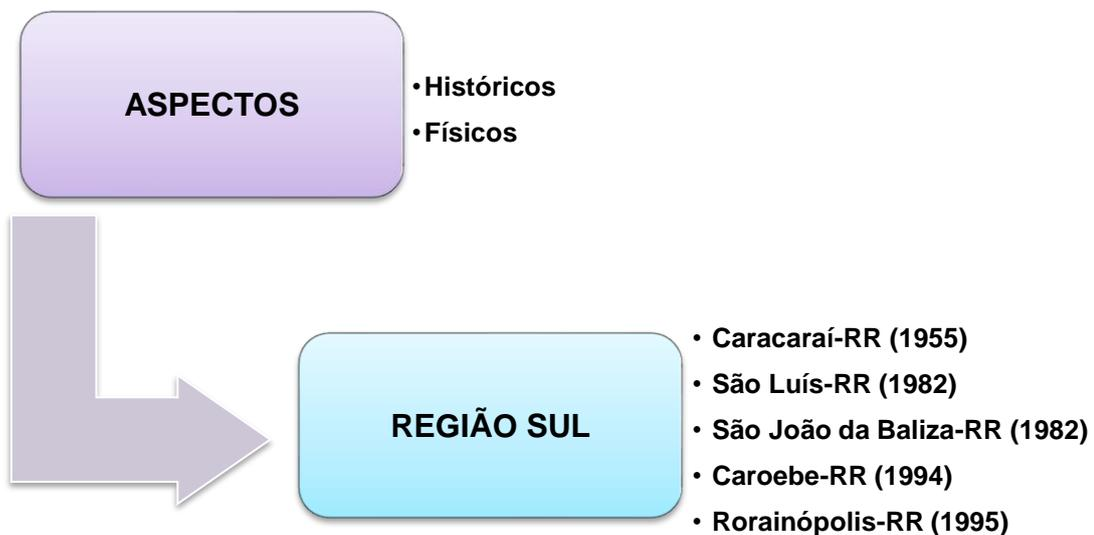 ASPECTOS
•Históricos
•Físicos
REGIÃO SUL
• Caracaraí-RR (1955)
• São Luís-RR (1982)
• São João da Baliza-RR (1982)
• Caroebe-RR (1994)
• Rorainópolis-RR (1995)